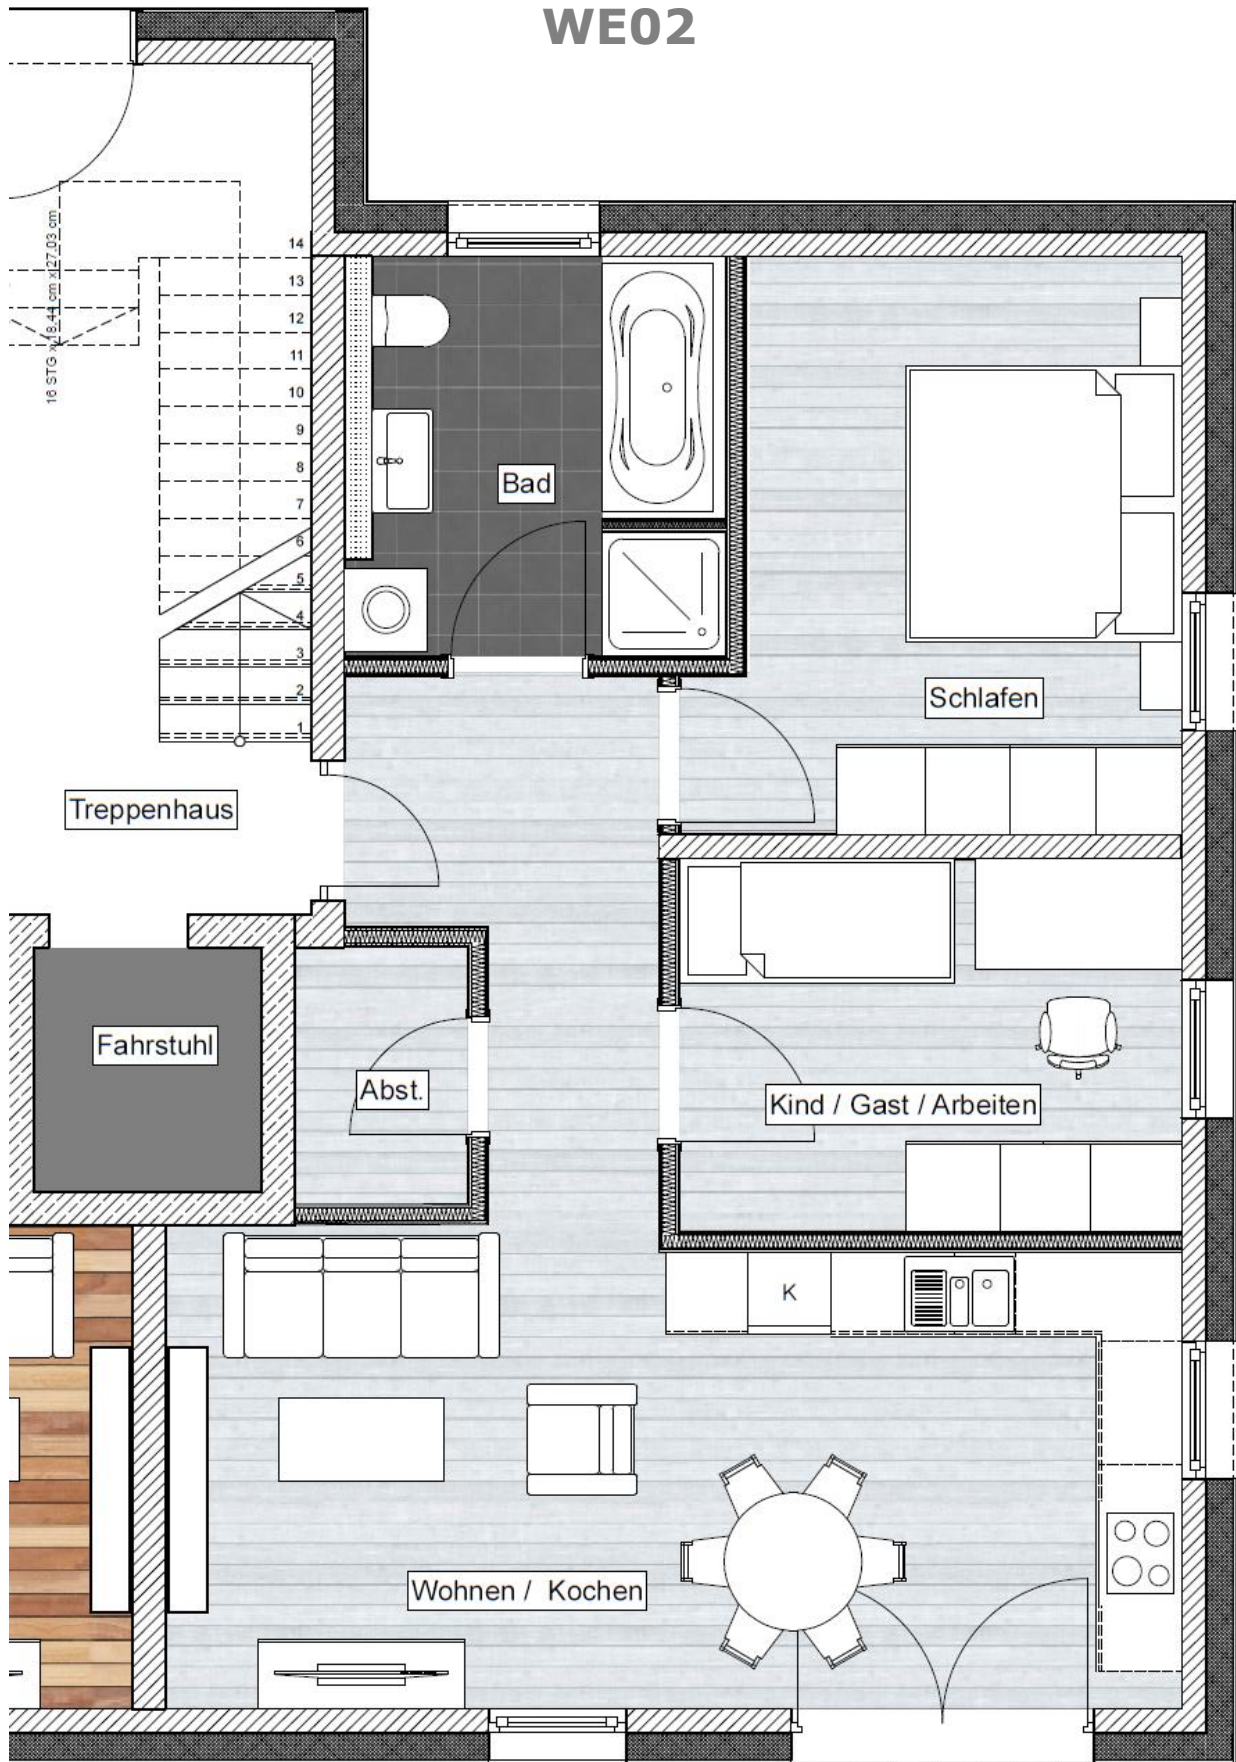 WE02
16 STG x 18.44 cm x 27.03 cm
14
13
12
11
10
9
8
7
6
5
4
3
2
1
Bad
Schlafen
Treppenhaus
Fahrstuhl
Abst.
Kind / Gast / Arbeiten
K
Wohnen / Kochen